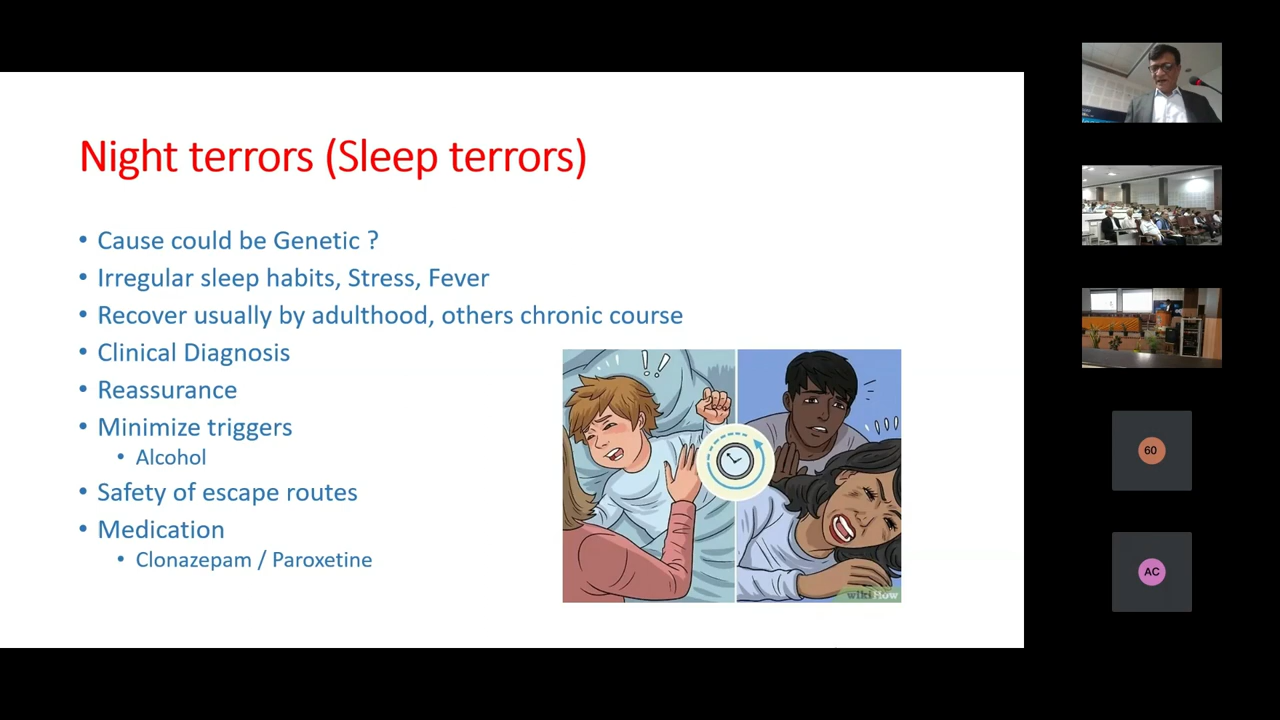 Night terrors (Sleep terrors)
• Cause could be Genetic ?
• Irregular sleep habits, Stress, Fever
• Recover usually by adulthood, others chronic course
• Clinical Diagnosis
• Reassurance
• Minimize triggers
• Alcohol
• Safety of escape routes
• Medication
• Clonazepam / Paroxetine
!!
wikiHow
60
AC